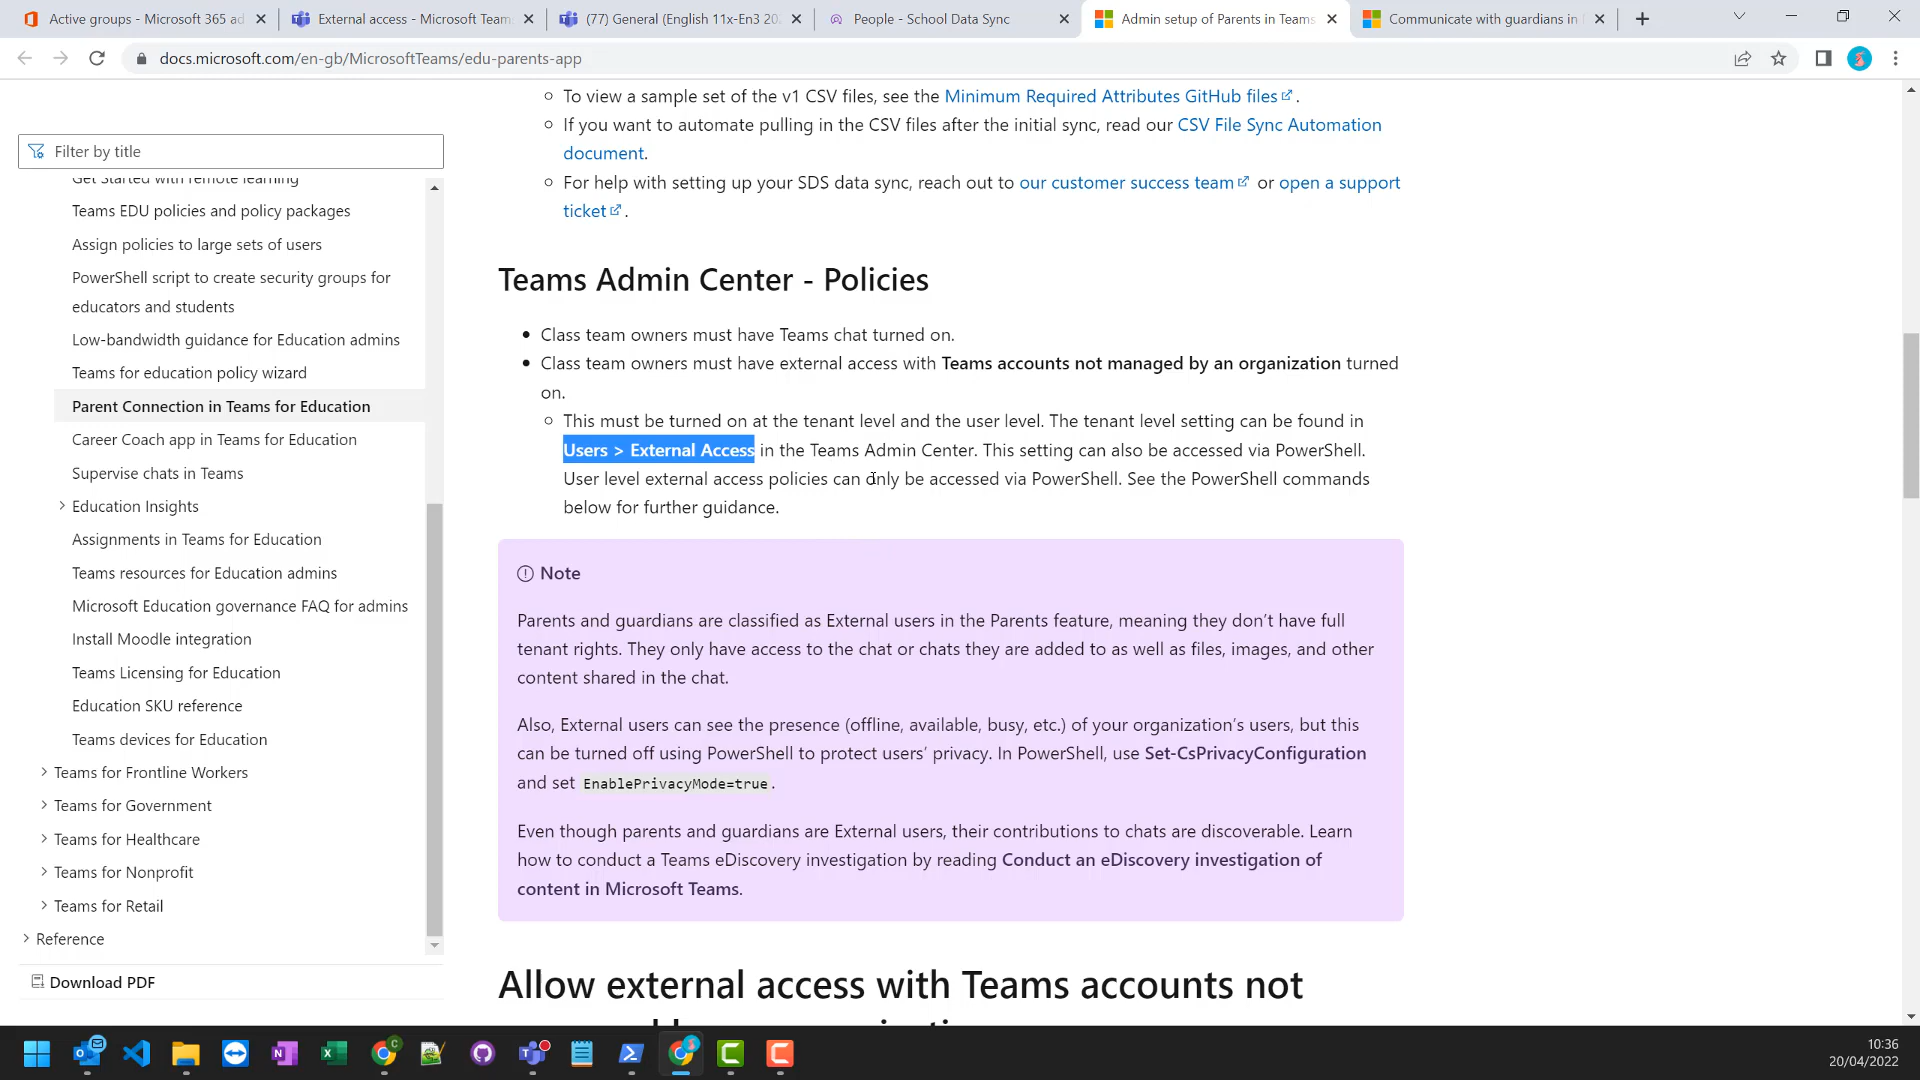 Active groups - Microsoft 365 ad
External access - Microsoft Team
(77) General (English 11x-En3 20
People - School Data Sync
Admin setup of Parents in Teams
Communicate with guardians in
docs.microsoft.com/en-gb/MicrosoftTeams/edu-parents-app
Filter by title
Get Started with remote learning
Teams EDU policies and policy packages
Assign policies to large sets of users
PowerShell script to create security groups for
educators and students
Low-bandwidth guidance for Education admins
Teams for education policy wizard
Parent Connection in Teams for Education
Career Coach app in Teams for Education
Supervise chats in Teams
Education Insights
Assignments in Teams for Education
Teams resources for Education admins
Microsoft Education governance FAQ for admins
Install Moodle integration
Teams Licensing for Education
Education SKU reference
Teams devices for Education
Teams for Frontline Workers
Teams for Government
Teams for Healthcare
Teams for Nonprofit
Teams for Retail
Reference
Download PDF
To view a sample set of the v1 CSV files, see the Minimum Required Attributes GitHub files.
If you want to automate pulling in the CSV files after the initial sync, read our CSV File Sync Automation
document.
For help with setting up your SDS data sync, reach out to our customer success team or open a support
ticket.
Teams Admin Center - Policies
Class team owners must have Teams chat turned on.
Class team owners must have external access with Teams accounts not managed by an organization turned
on.
This must be turned on at the tenant level and the user level. The tenant level setting can be found in
Users > External Access in the Teams Admin Center. This setting can also be accessed via PowerShell.
User level external access policies can only be accessed via PowerShell. See the PowerShell commands
below for further guidance.
Note
Parents and guardians are classified as External users in the Parents feature, meaning they don't have full
tenant rights. They only have access to the chat or chats they are added to as well as files, images, and other
content shared in the chat.
Also, External users can see the presence (offline, available, busy, etc.) of your organization's users, but this
can be turned off using PowerShell to protect users' privacy. In PowerShell, use Set-CsPrivacyConfiguration
and set EnablePrivacyMode=true.
Even though parents and guardians are External users, their contributions to chats are discoverable. Learn
how to conduct a Teams eDiscovery investigation by reading Conduct an eDiscovery investigation of
content in Microsoft Teams.
Allow external access with Teams accounts not
10:36
20/04/2022